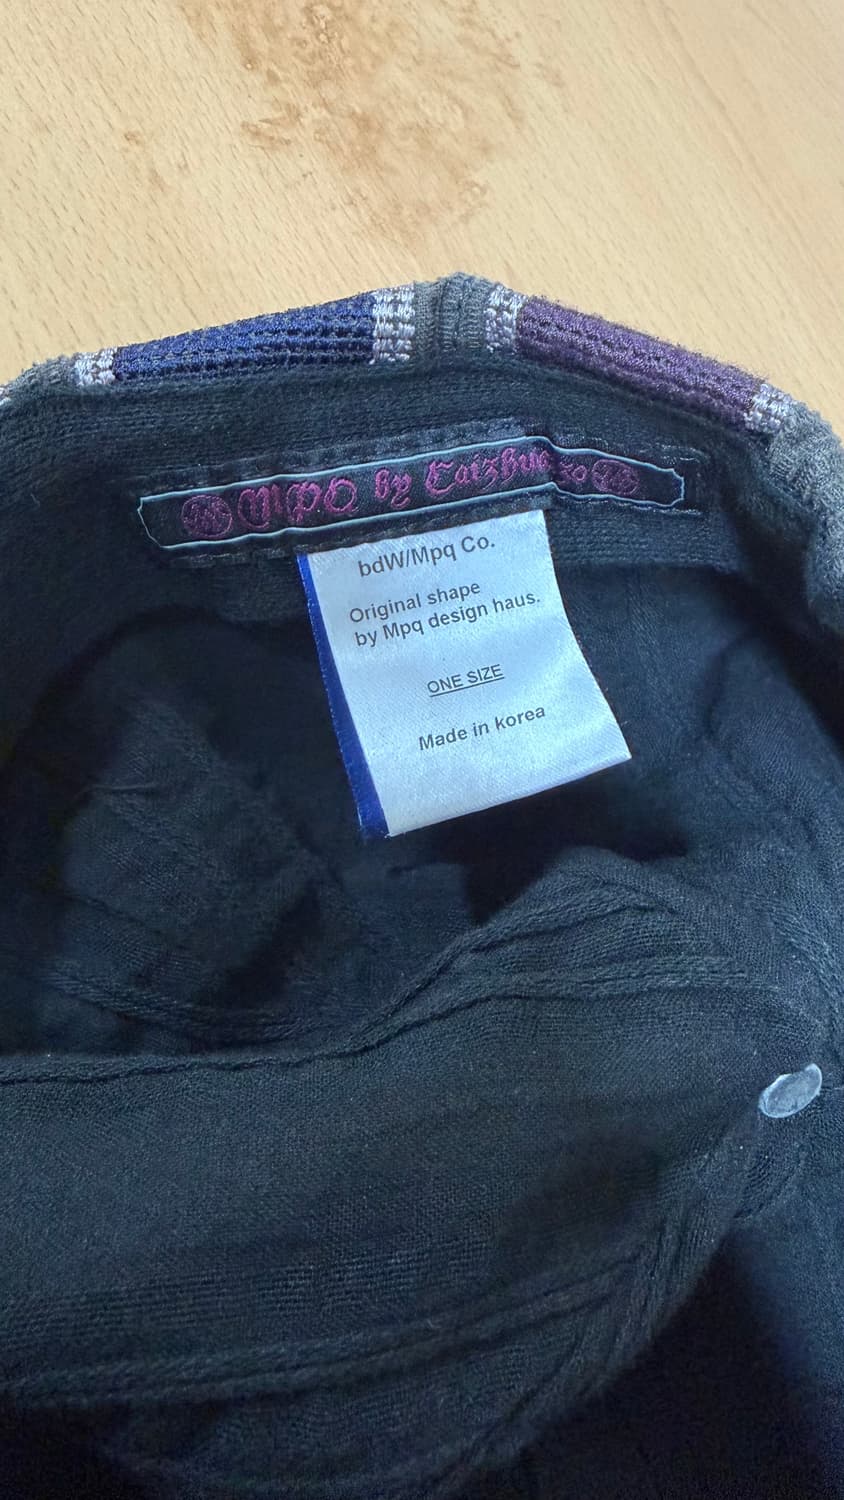 MPQ by
bdW/Mpq Co.
Original shape
by Mpq design haus.
ONE SIZE
Made in korea